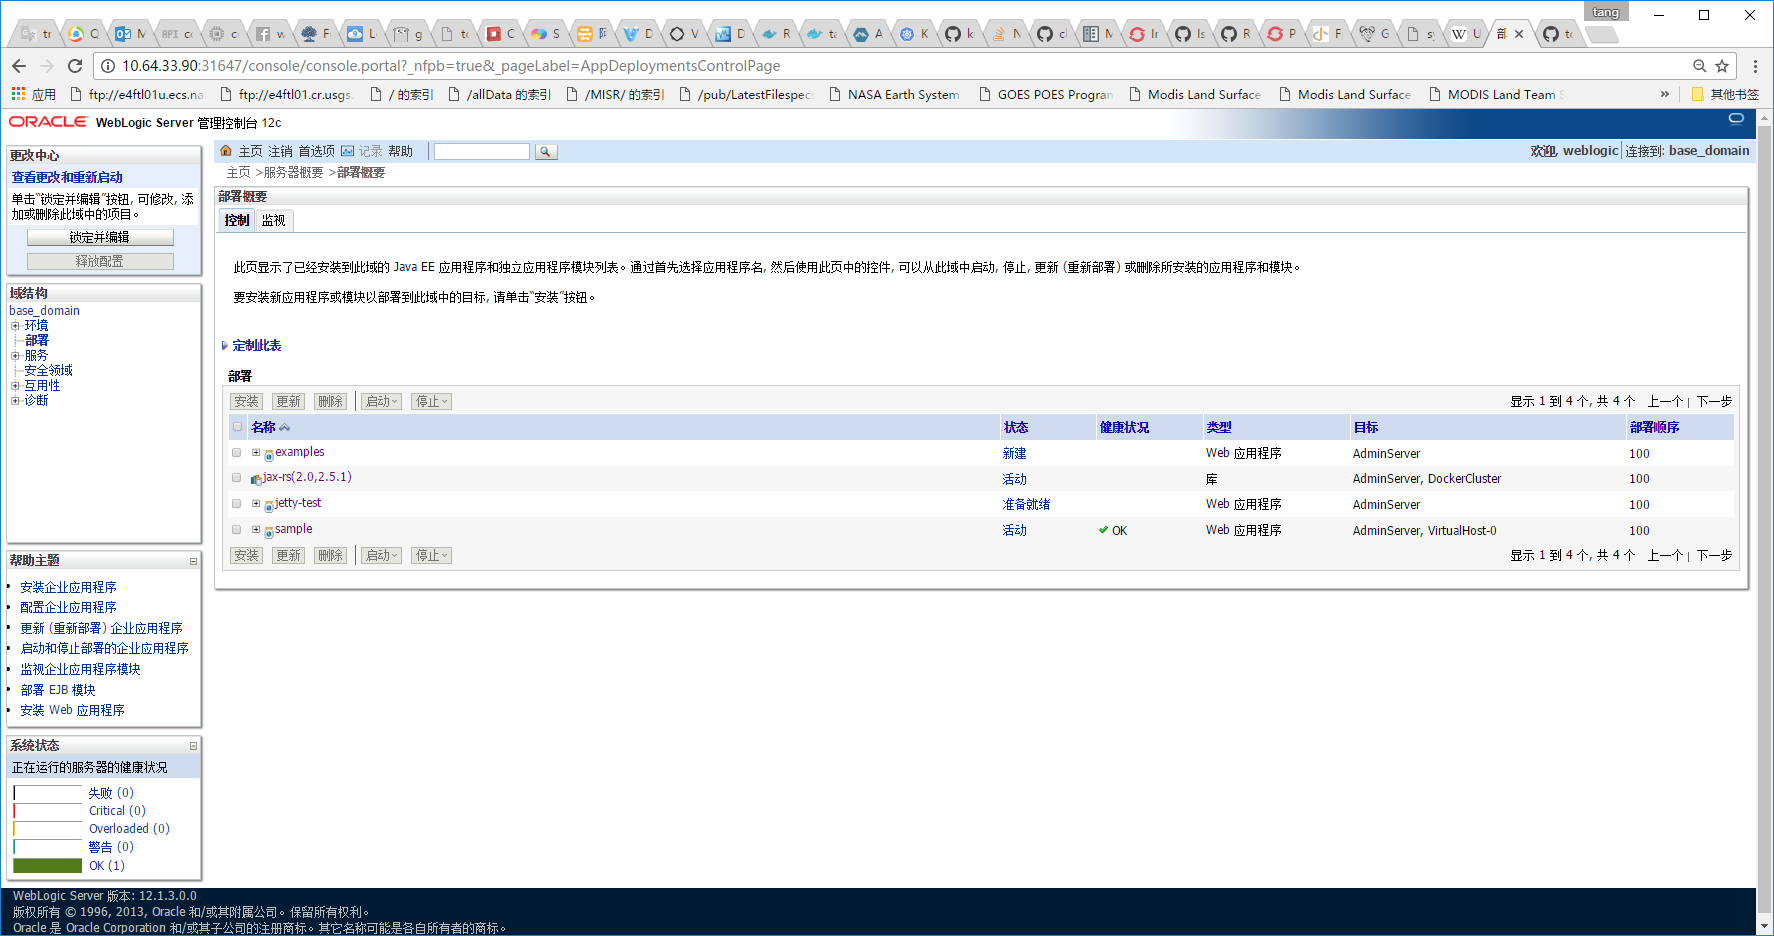 tang
10.64.33.90:31647/console/console.portal?_nfpb=true&_pageLabel=AppDeploymentsControlPage
应用 ftp://e4ftl01u.ecs.na ftp://e4ftl01.cr.usgs. / 的索引 /allData 的索引 /MISR/ 的索引 /pub/LatestFilespec NASA Earth System GOES POES Program Modis Land Surface Modis Land Surface MODIS Land Team » 其他书签
ORACLE WebLogic Server 管理控制台 12c
更改中心
查看更改和重新启动
单击“锁定并编辑”按钮, 可修改, 添
加或删除此域中的项目。
锁定并编辑
释放配置
域结构
base_domain
环境
部署
服务
安全领域
互用性
诊断
帮助主题
安装企业应用程序
配置企业应用程序
更新 (重新部署) 企业应用程序
启动和停止部署的企业应用程序
监视企业应用程序模块
部署 EJB 模块
安装 Web 应用程序
系统状态
正在运行的服务器的健康状况
失败 (0)
Critical (0)
Overloaded (0)
警告 (0)
OK (1)
主页 注销 首选项 记录 帮助
欢迎, weblogic 连接到: base_domain
主页 >服务器概要 >部署概要
部署概要
控制 监视
此页显示了已经安装到此域的 Java EE 应用程序和独立应用程序模块列表。通过首先选择应用程序名, 然后使用此页中的控件, 可以从此域中启动, 停止, 更新 (重新部署) 或删除所安装的应用程序和模块。
要安装新应用程序或模块以部署到此域中的目标, 请单击“安装”按钮。
定制此表
部署
安装 更新 删除 启动 停止 显示 1 到 4 个, 共 4 个 上一个 | 下一步
名称 状态 健康状况 类型 目标 部署顺序
examples 新建 Web 应用程序 AdminServer 100
jax-rs(2.0,2.5.1) 活动 库 AdminServer, DockerCluster 100
jetty-test 准备就绪 Web 应用程序 AdminServer 100
sample 活动 OK Web 应用程序 AdminServer, VirtualHost-0 100
安装 更新 删除 启动 停止 显示 1 到 4 个, 共 4 个 上一个 | 下一步
WebLogic Server 版本: 12.1.3.0.0
版权所有 © 1996, 2013, Oracle 和/或其附属公司。保留所有权利。
Oracle 是 Oracle Corporation 和/或其子公司的注册商标。其它名称可能是各自所有者的商标。